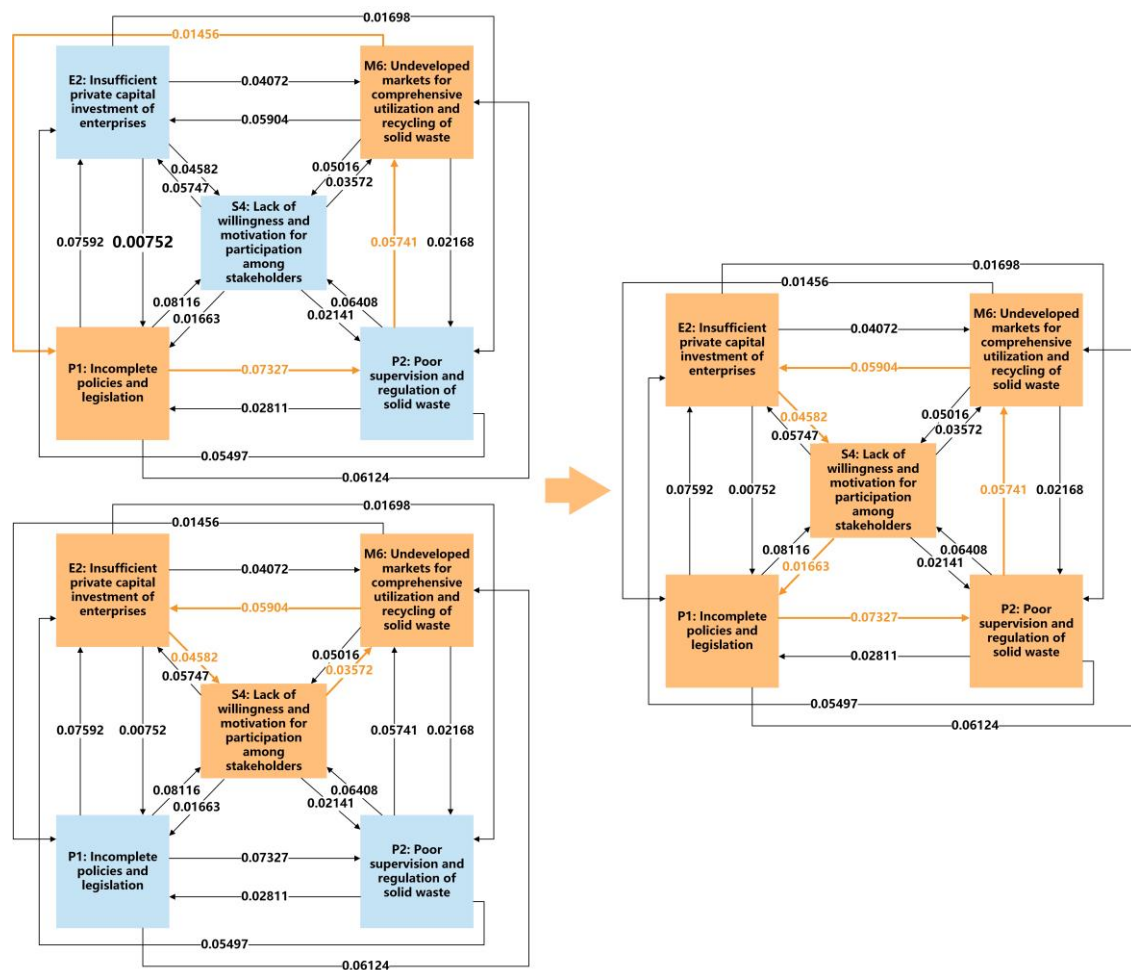 0.01698
0.01456
E2: Insufficient
private capital
investment of
enterprises
0.04072
0.05904
M6: Undeveloped
markets for
comprehensive
utilization and
recycling of
solid waste
0.04582
0.05747
0.05016
0.03572
S4: Lack of
willingness and
motivation for
participation
among
stakeholders
0.07592
0.00752
0.05741
0.02168
0.08116
0.01663
0.06408
0.02141
P1: Incomplete
policies and
legislation
0.07327
0.02811
P2: Poor
supervision and
regulation of
solid waste
0.05497
0.06124
0.01698
0.01456
E2: Insufficient
private capital
investment of
enterprises
0.04072
0.05904
M6: Undeveloped
markets for
comprehensive
utilization and
recycling of
solid waste
0.04582
0.05747
0.05016
0.03572
S4: Lack of
willingness and
motivation for
participation
among
stakeholders
0.07592
0.00752
0.05741
0.02168
0.08116
0.01663
0.06408
0.02141
P1: Incomplete
policies and
legislation
0.07327
0.02811
P2: Poor
supervision and
regulation of
solid waste
0.05497
0.06124
0.01698
0.01456
E2: Insufficient
private capital
investment of
enterprises
0.04072
0.05904
M6: Undeveloped
markets for
comprehensive
utilization and
recycling of
solid waste
0.04582
0.05747
0.05016
0.03572
S4: Lack of
willingness and
motivation for
participation
among
stakeholders
0.07592
0.00752
0.05741
0.02168
0.08116
0.01663
0.06408
0.02141
P1: Incomplete
policies and
legislation
0.07327
0.02811
P2: Poor
supervision and
regulation of
solid waste
0.05497
0.06124